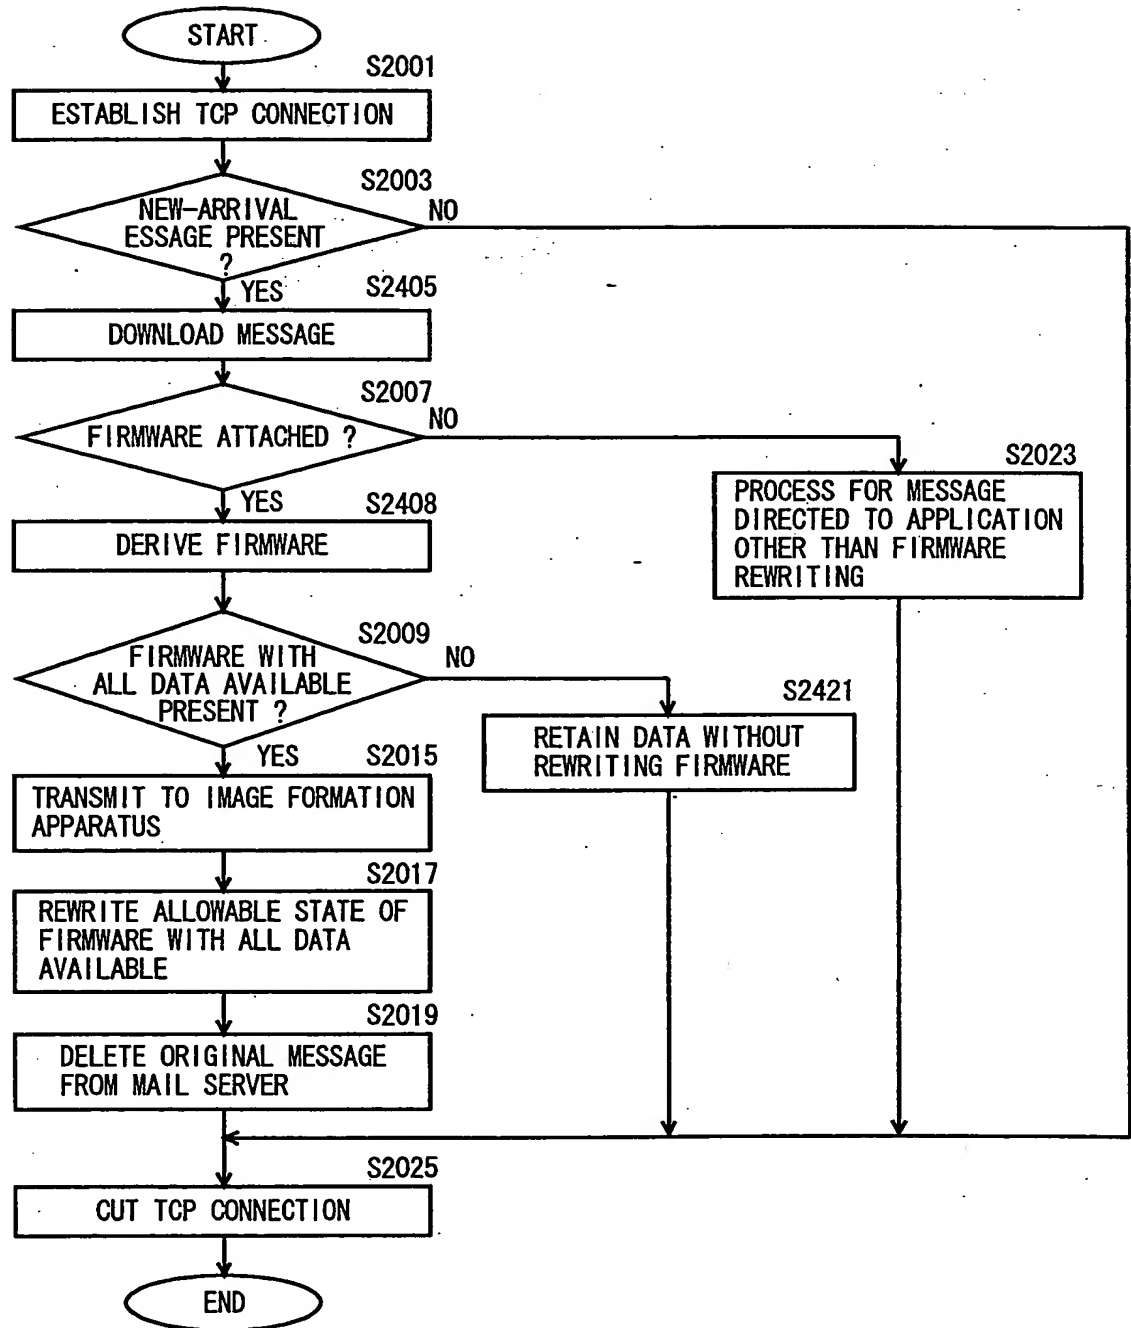 START
S2001
ESTABLISH TCP CONNECTION
S2003
NEW-ARRIVAL
ESSAGE PRESENT
?
NO
YES
S2405
DOWNLOAD MESSAGE
S2007
FIRMWARE ATTACHED ?
NO
YES
S2023
PROCESS FOR MESSAGE
DIRECTED TO APPLICATION
OTHER THAN FIRMWARE
REWRITING
S2408
DERIVE FIRMWARE
S2009
FIRMWARE WITH
ALL DATA AVAILABLE
PRESENT ?
NO
YES
S2421
RETAIN DATA WITHOUT
REWRITING FIRMWARE
S2015
TRANSMIT TO IMAGE FORMATION
APPARATUS
S2017
REWRITE ALLOWABLE STATE OF
FIRMWARE WITH ALL DATA
AVAILABLE
S2019
DELETE ORIGINAL MESSAGE
FROM MAIL SERVER
S2025
CUT TCP CONNECTION
END